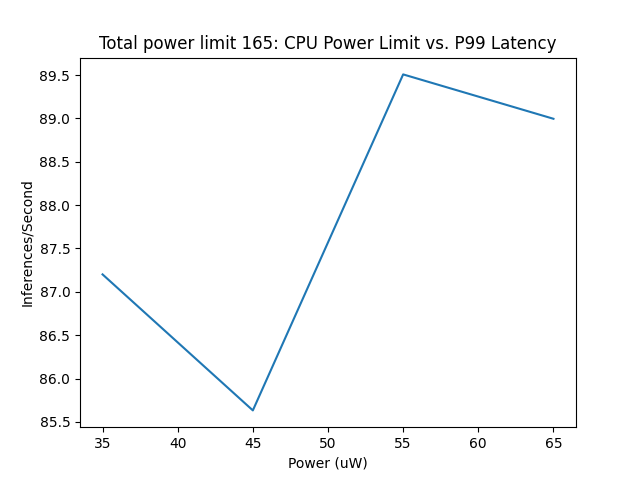 Total power limit 165: CPU Power Limit vs. P99 Latency
89.5
89.0
88.5
88.0
87.5
87.0
86.5
86.0
85.5
Inferences/Second
35 40 45 50 55 60 65
Power (uW)